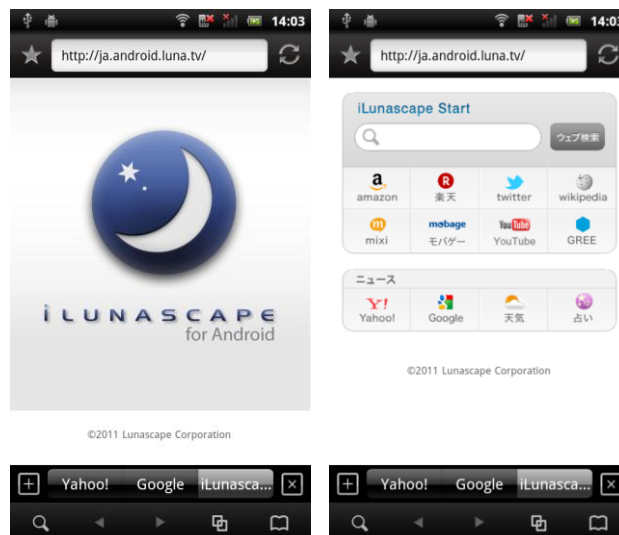 14:03
http://ja.android.luna.tv/
iLUNASCAPE
for Android
©2011 Lunascape Corporation
Yahoo! Google iLunasca...
14:03
http://ja.android.luna.tv/
iLunascape Start
ウェブ検索
a
R
amazon 楽天 twitter wikipedia
m mobage YouTube
mixi モバゲー YouTube GREE
ニュース
Y!
Yahoo! Google 天気 占い
©2011 Lunascape Corporation
Yahoo! Google iLunasca...